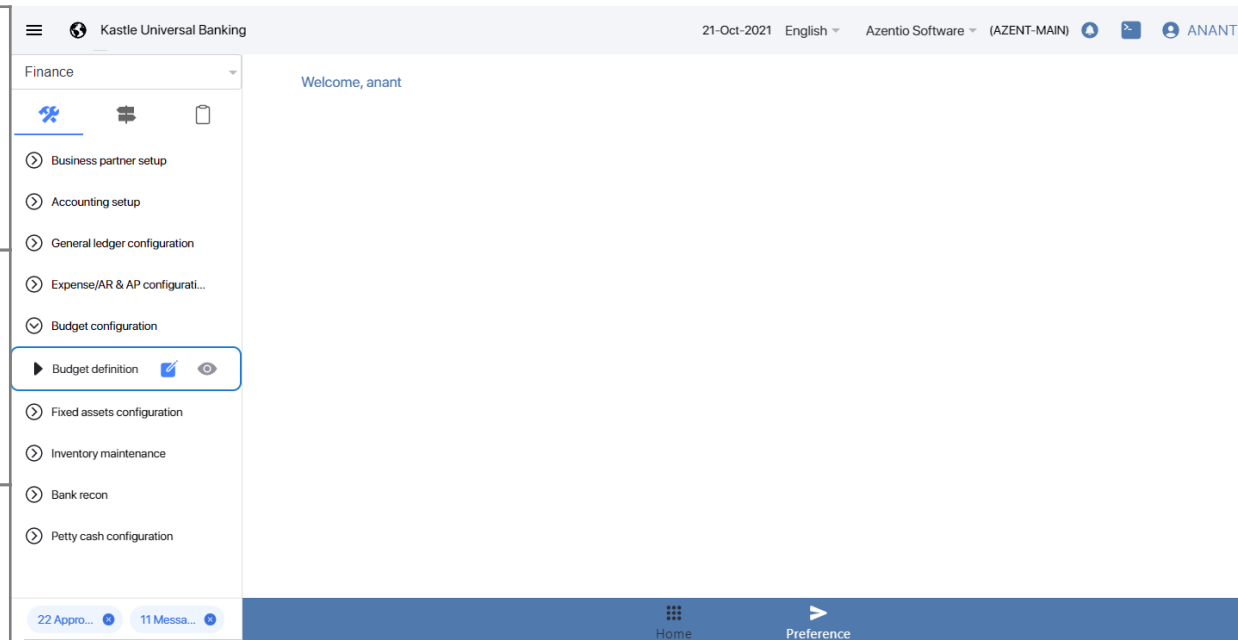 Kastle Universal Banking
21-Oct-2021 English Azentio Software (AZENT-MAIN) ANANT
Finance
Welcome, anant
Business partner setup
Accounting setup
General ledger configuration
Expense/AR & AP configurati...
Budget configuration
Budget definition
Fixed assets configuration
Inventory maintenance
Bank recon
Petty cash configuration
22 Appro... 11 Messa...
Home Preference